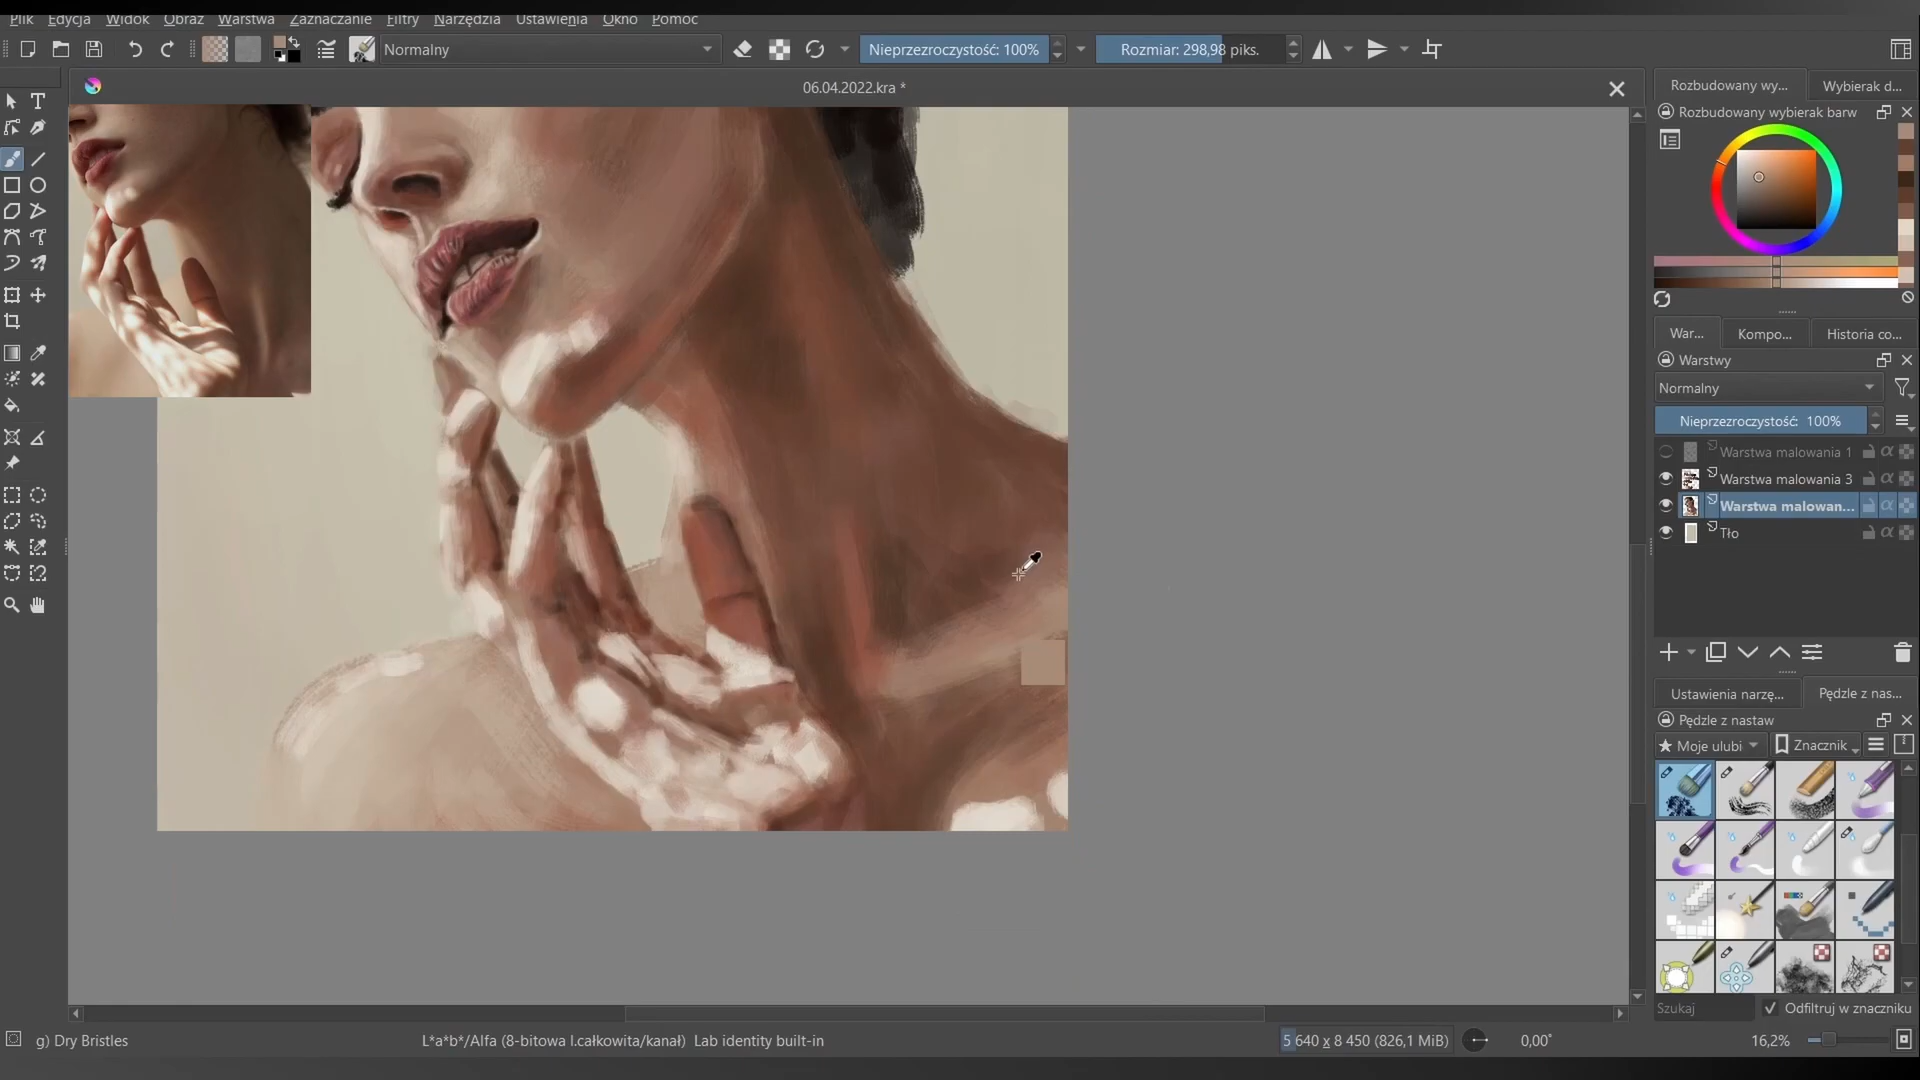 Plik Edycja Widok Obraz Warstwa Zaznaczanie Filtry Narzędzia Ustawienia Okno Pomoc
Normalny
Nieprzezroczystość: 100%
Rozmiar: 298,98 piks.
06.04.2022.kra *
Rozbudowany wy...
Wybierak d...
Rozbudowany wybierak barw
War...
Kompo...
Historia co...
Warstwy
Normalny
Nieprzezroczystość: 100%
Warstwa malowania 1
Warstwa malowania 3
Warstwa malowan...
Tło
Ustawienia narzę...
Pędzle z nas...
Pędzle z nastaw
Moje ulubi
Znacznik
Szukaj
Odfiltruj w znaczniku
g) Dry Bristles
L*a*b*/Alfa (8-bitowa l.całkowita/kanał) Lab identity built-in
5 640 x 8 450 (826,1 MiB)
0,00°
16,2%